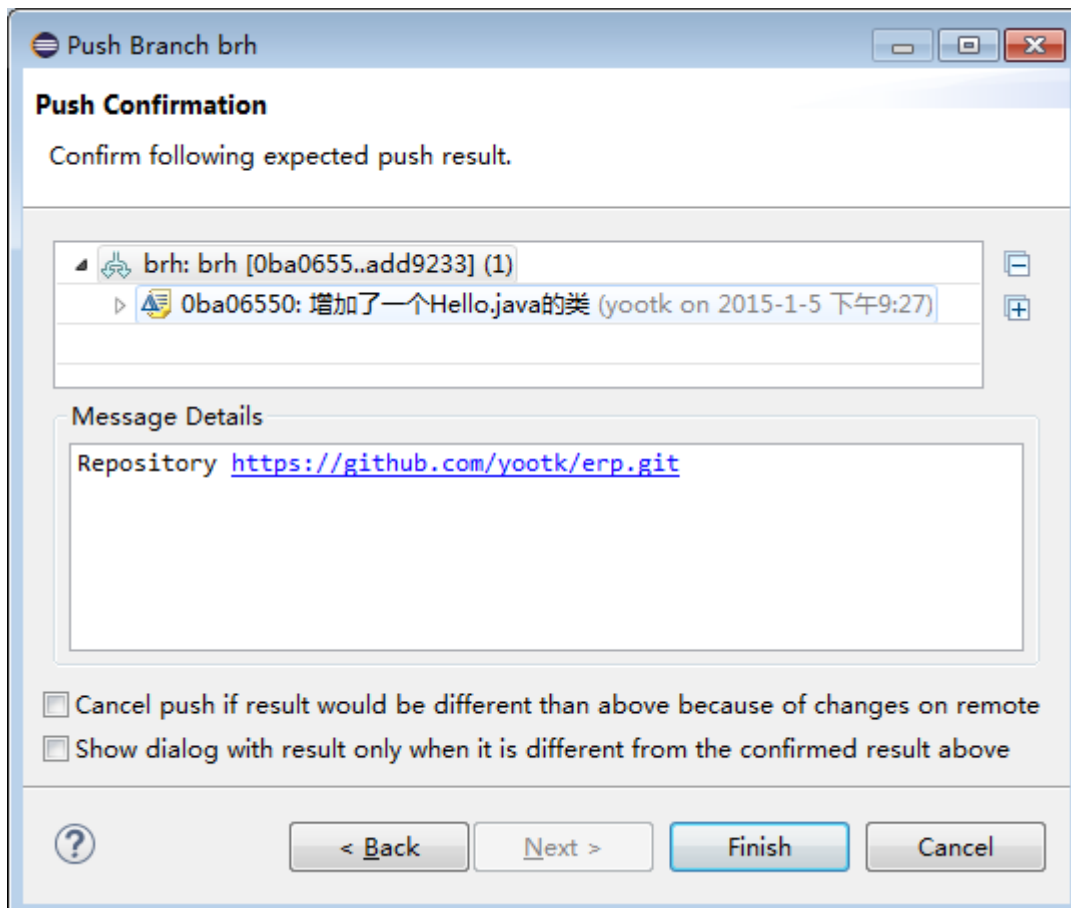 Push Branch brh
Push Confirmation
Confirm following expected push result.
brh: brh [0ba0655..add9233] (1)
0ba06550: 增加了一个Hello.java的类 (yootk on 2015-1-5 下午9:27)
Message Details
Repository https://github.com/yootk/erp.git
Cancel push if result would be different than above because of changes on remote
Show dialog with result only when it is different from the confirmed result above
< Back Next > Finish Cancel